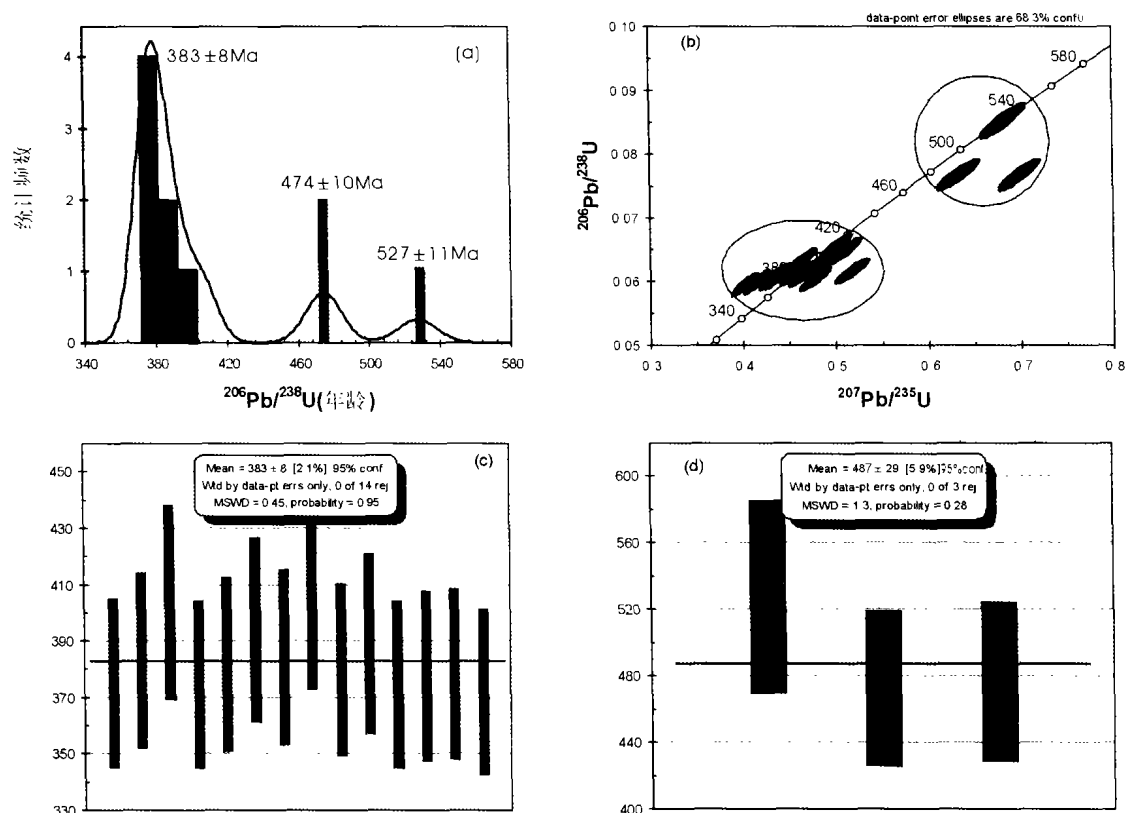 (a)
383±8Ma
474±10Ma
527±11Ma
统计频数
4
3
2
1
0
340 380 420 460 500 540 580
²⁰⁶Pb/²³⁸U(年龄)
data-point error ellipses are 68.3% conf
(b)
0 10
0 09
0 08
0 07
0 06
0 05
580
540
500
460
420
380
340
0 3 0 4 0 5 0 6 0 7 0 8
²⁰⁶Pb/²³⁸U
²⁰⁷Pb/²³⁵U
(c)
Mean = 383 ± 8 [2.1%] 95% conf
Wtd by data-pt errs only, 0 of 14 rej
MSWD = 0.45, probability = 0.95
450
430
410
390
370
350
330
(d)
Mean = 487 ± 29 [5.9%] 95% conf
Wtd by data-pt errs only, 0 of 3 rej
MSWD = 1 3, probability = 0.28
600
560
520
480
440
400